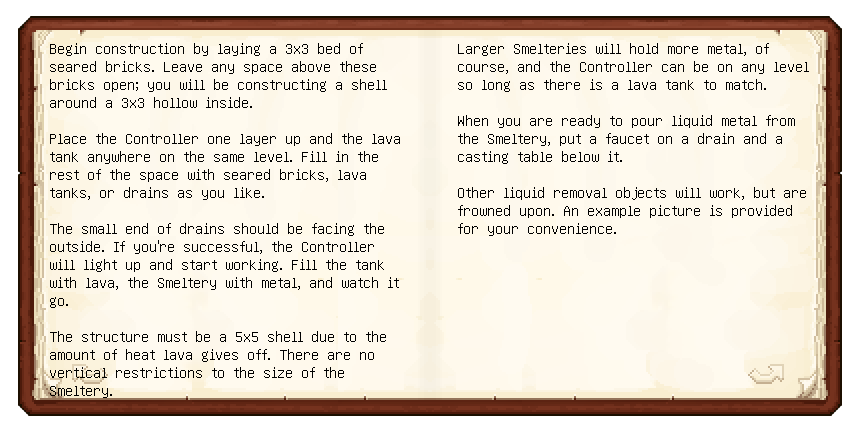 Begin construction by laying a 3x3 bed of
seared bricks. Leave any space above these
bricks open; you will be constructing a shell
around a 3x3 hollow inside.
Place the Controller one layer up and the lava
tank anywhere on the same level. Fill in the
rest of the space with seared bricks, lava
tanks, or drains as you like.
The small end of drains should be facing the
outside. If you're successful, the Controller
will light up and start working. Fill the tank
with lava, the Smeltery with metal, and watch it
go.
The structure must be a 5x5 shell due to the
amount of heat lava gives off. There are no
vertical restrictions to the size of the
Smeltery.
Larger Smelteries will hold more metal, of
course, and the Controller can be on any level
so long as there is a lava tank to match.
When you are ready to pour liquid metal from
the Smeltery, put a faucet on a drain and a
casting table below it.
Other liquid removal objects will work, but are
frowned upon. An example picture is provided
for your convenience.